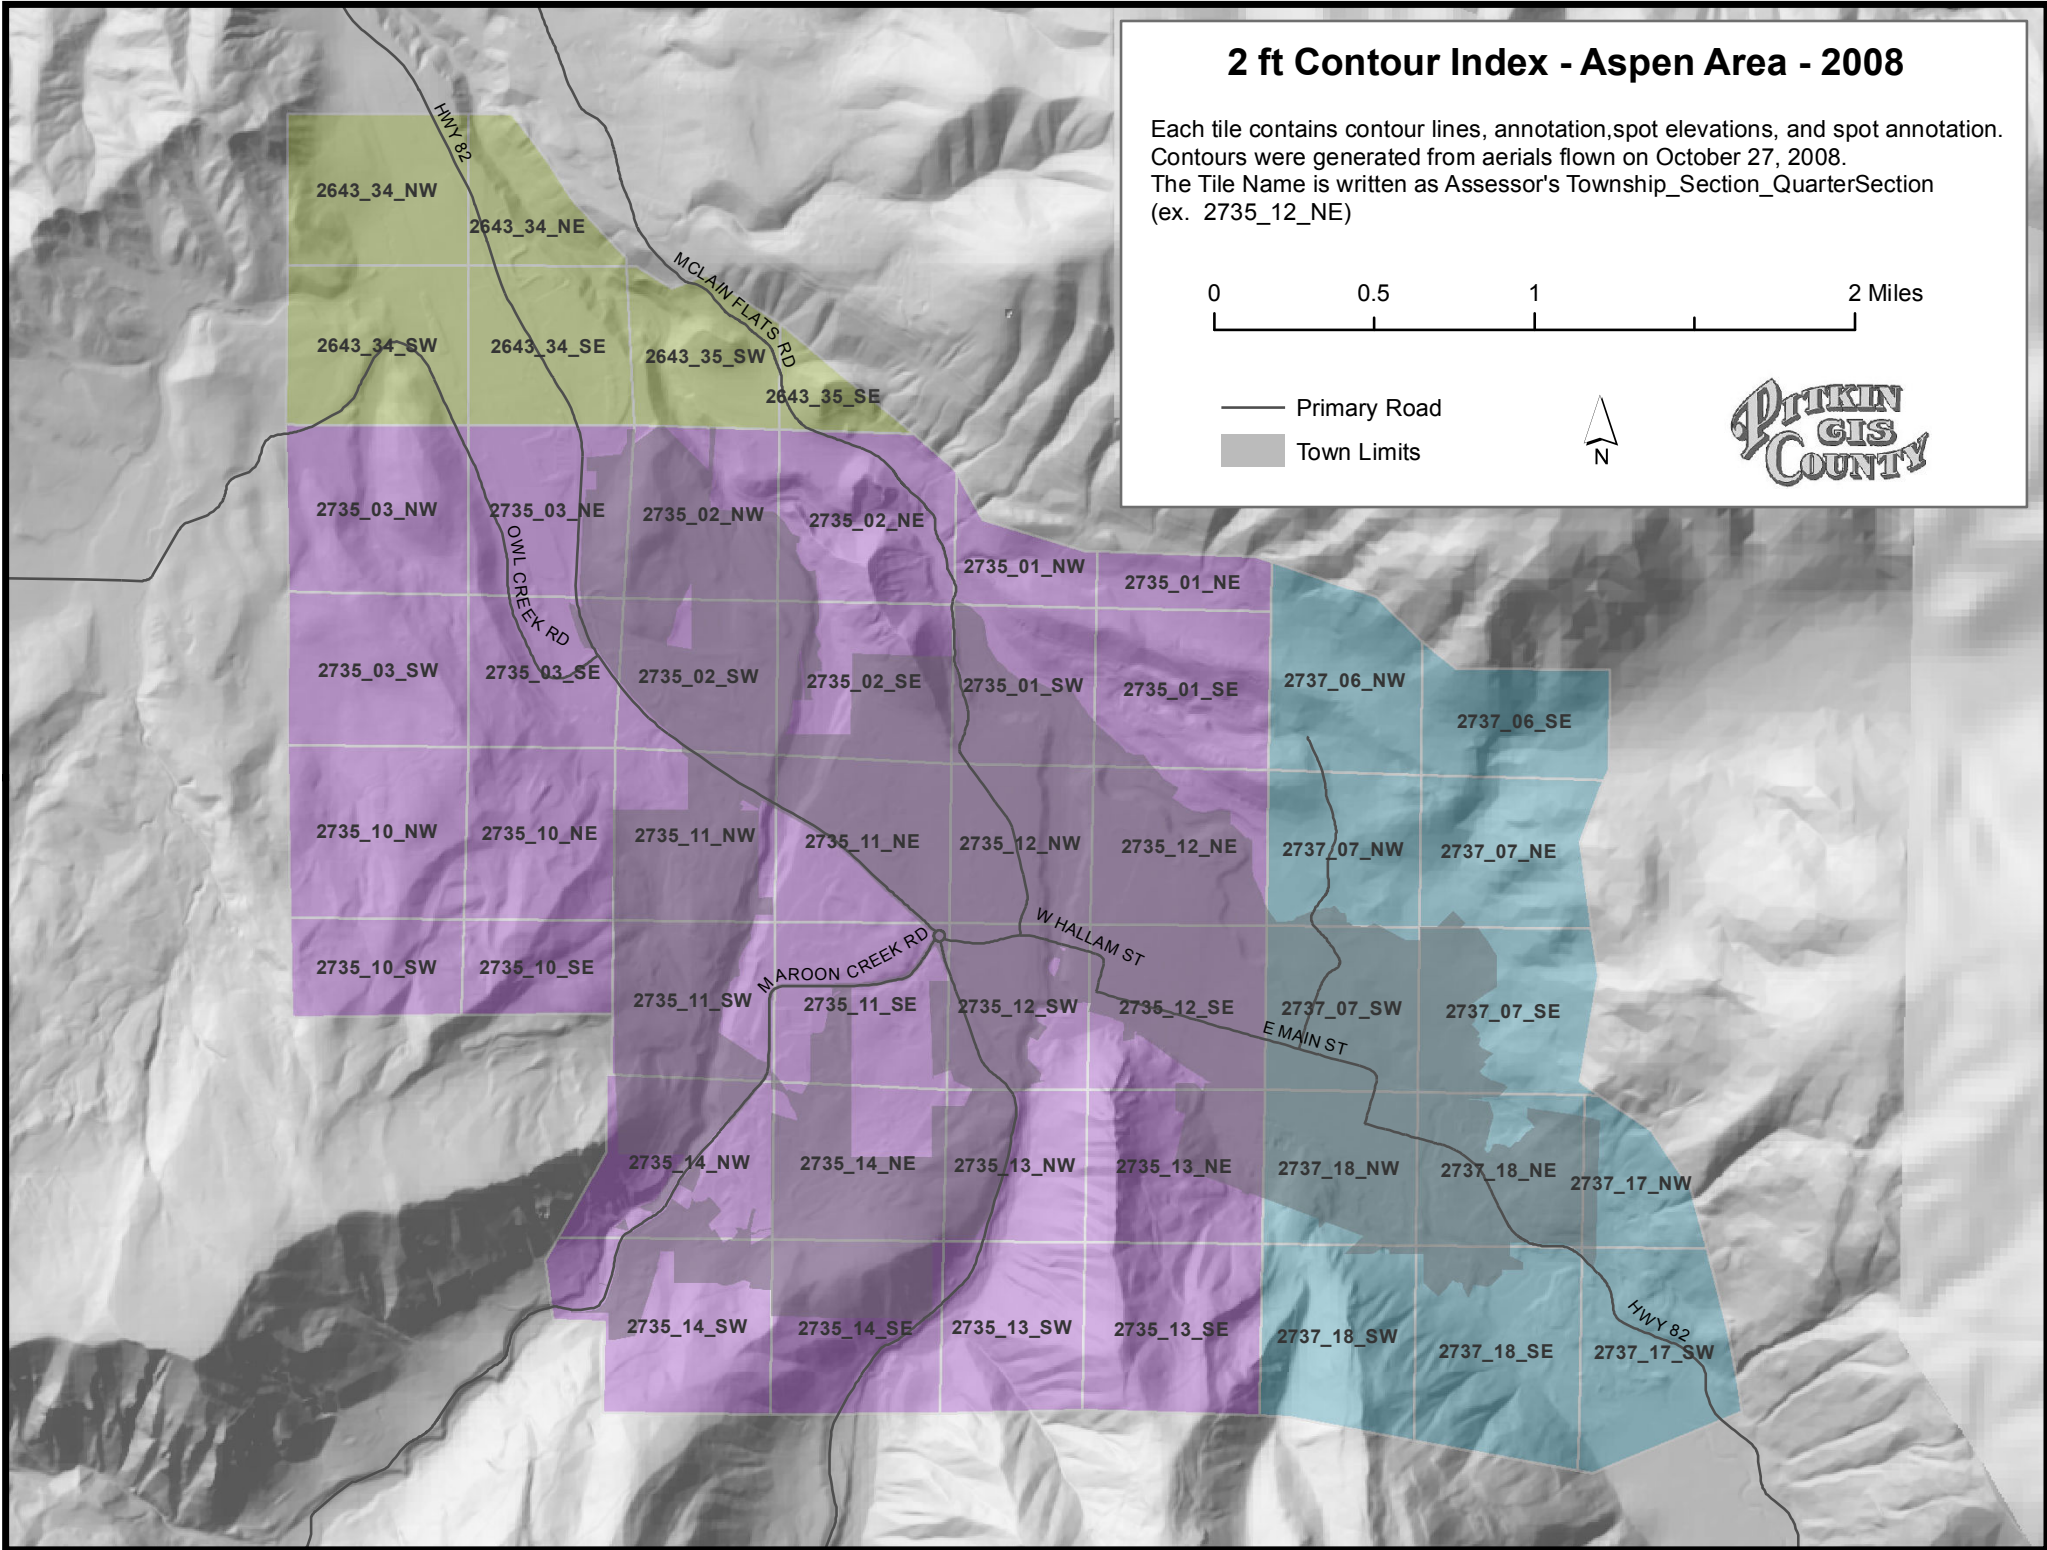 2 ft Contour Index - Aspen Area - 2008
Each tile contains contour lines, annotation,spot elevations, and spot annotation.
Contours were generated from aerials flown on October 27, 2008.
The Tile Name is written as Assessor's Township_Section_QuarterSection
(ex. 2735_12_NE)
0 0.5 1 2 Miles
Primary Road
Town Limits
N
PITKIN
GIS
COUNTY
HWY 82
2643_34_NW
2643_34_NE
MCLAIN FLATS RD
2643_34_SW
2643_34_SE
2643_35_SW
2643_35_SE
2735_03_NW
2735_03_NE
2735_02_NW
2735_02_NE
OWL CREEK RD
2735_01_NW
2735_01_NE
2735_03_SW
2735_03_SE
2735_02_SW
2735_02_SE
2735_01_SW
2735_01_SE
2737_06_NW
2737_06_SE
2735_10_NW
2735_10_NE
2735_11_NW
2735_11_NE
2735_12_NW
2735_12_NE
2737_07_NW
2737_07_NE
W HALLAM ST
MAROON CREEK RD
2735_10_SW
2735_10_SE
2735_11_SW
2735_11_SE
2735_12_SW
2735_12_SE
2737_07_SW
2737_07_SE
E MAIN ST
2735_14_NW
2735_14_NE
2735_13_NW
2735_13_NE
2737_18_NW
2737_18_NE
2737_17_NW
2735_14_SW
2735_14_SE
2735_13_SW
2735_13_SE
2737_18_SW
2737_18_SE
2737_17_SW
HWY 82